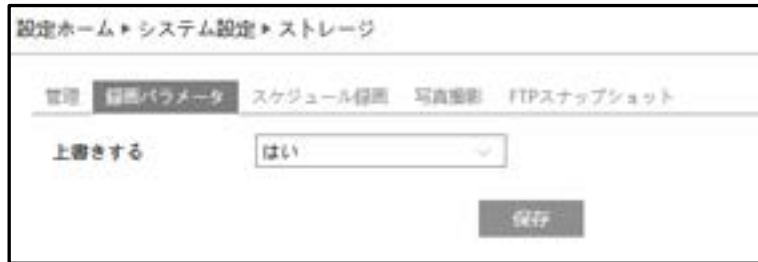 設定ホーム ▶ システム設定 ▶ ストレージ
管理 録画パラメータ スケジュール録画 写真撮影 FTPスナップショット
上書きする はい
保存